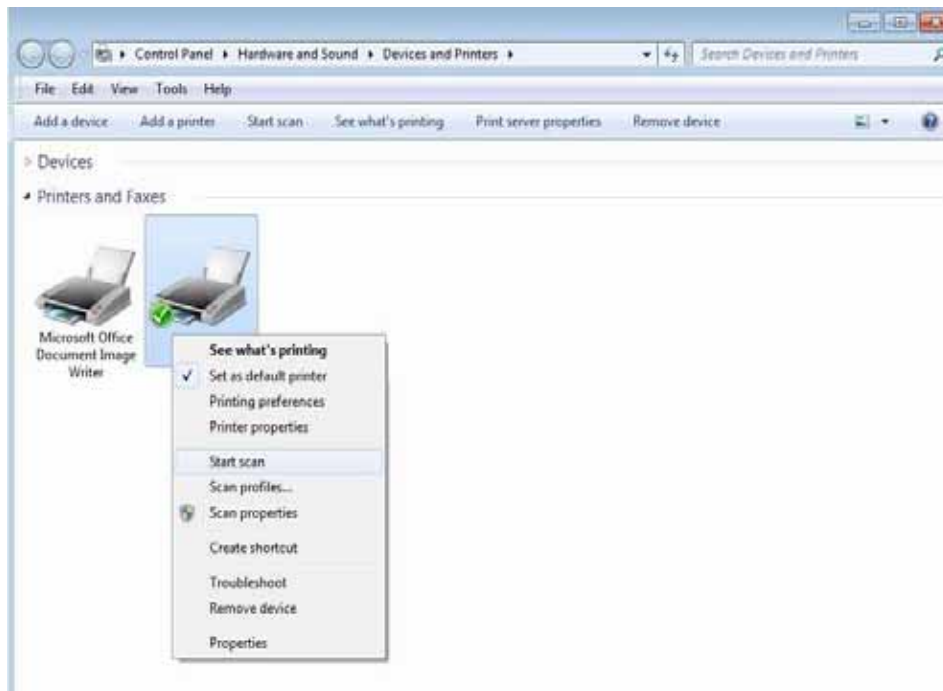 Control Panel ▸ Hardware and Sound ▸ Devices and Printers ▸ Search Devices and Printers
File Edit View Tools Help
Add a device Add a printer Start scan See what's printing Print server properties Remove device
Devices
Printers and Faxes
Microsoft Office
Document Image
Writer
See what's printing
Set as default printer
Printing preferences
Printer properties
Start scan
Scan profiles...
Scan properties
Create shortcut
Troubleshoot
Remove device
Properties